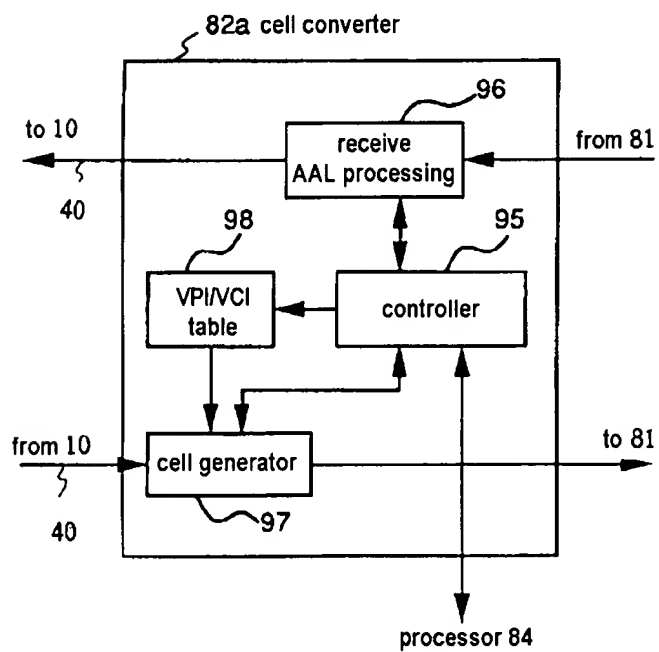 82a cell converter
96
to 10
receive
AAL processing
from 81
40
98
95
VPI/VCI
table
controller
from 10
cell generator
to 81
40
97
processor 84